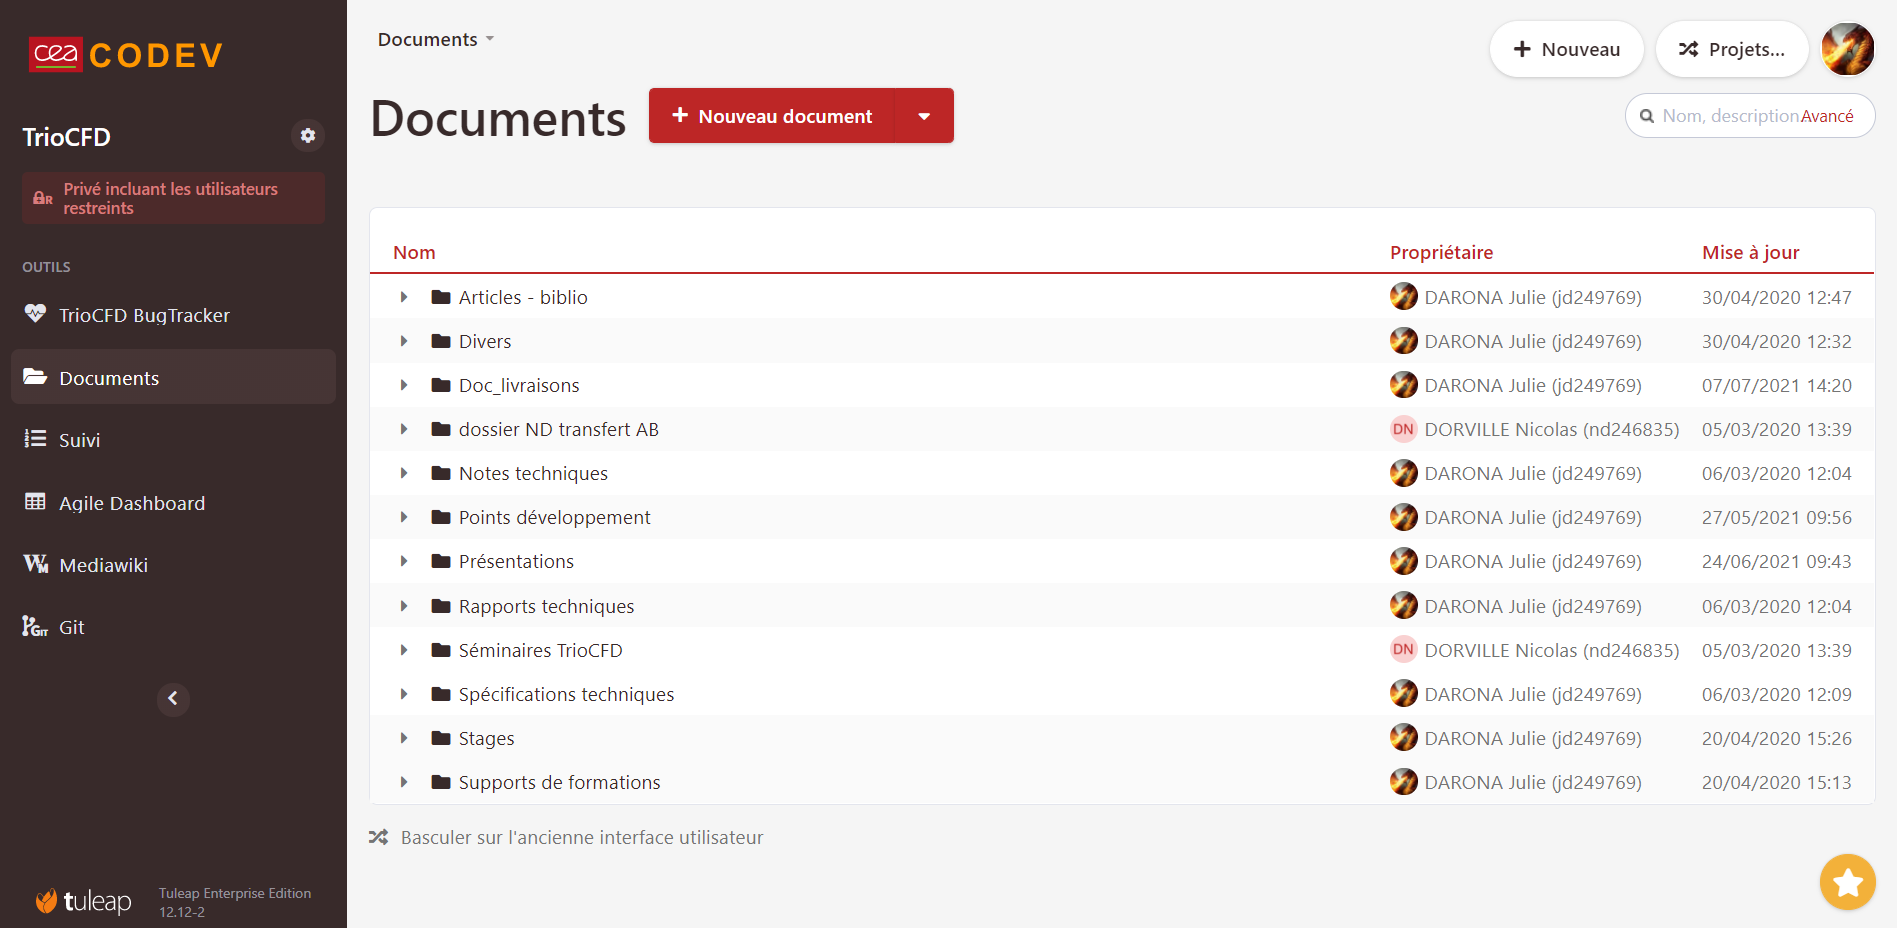 cea CODEV
TrioCFD
R
Privé incluant les utilisateurs
restreints
OUTILS
TrioCFD BugTracker
Documents
Suivi
Agile Dashboard
W M Mediawiki
GIT Git
tuleap
Tuleap Enterprise Edition
12.12-2
Documents
Nouveau
Projets...
Documents
Nouveau document
Nom, description Avancé
Nom Propriétaire Mise à jour
Articles - biblio DARONA Julie (jd249769) 30/04/2020 12:47
Divers DARONA Julie (jd249769) 30/04/2020 12:32
Doc_livraisons DARONA Julie (jd249769) 07/07/2021 14:20
dossier ND transfert AB DN DORVILLE Nicolas (nd246835) 05/03/2020 13:39
Notes techniques DARONA Julie (jd249769) 06/03/2020 12:04
Points développement DARONA Julie (jd249769) 27/05/2021 09:56
Présentations DARONA Julie (jd249769) 24/06/2021 09:43
Rapports techniques DARONA Julie (jd249769) 06/03/2020 12:04
Séminaires TrioCFD DN DORVILLE Nicolas (nd246835) 05/03/2020 13:39
Spécifications techniques DARONA Julie (jd249769) 06/03/2020 12:09
Stages DARONA Julie (jd249769) 20/04/2020 15:26
Supports de formations DARONA Julie (jd249769) 20/04/2020 15:13
Basculer sur l'ancienne interface utilisateur